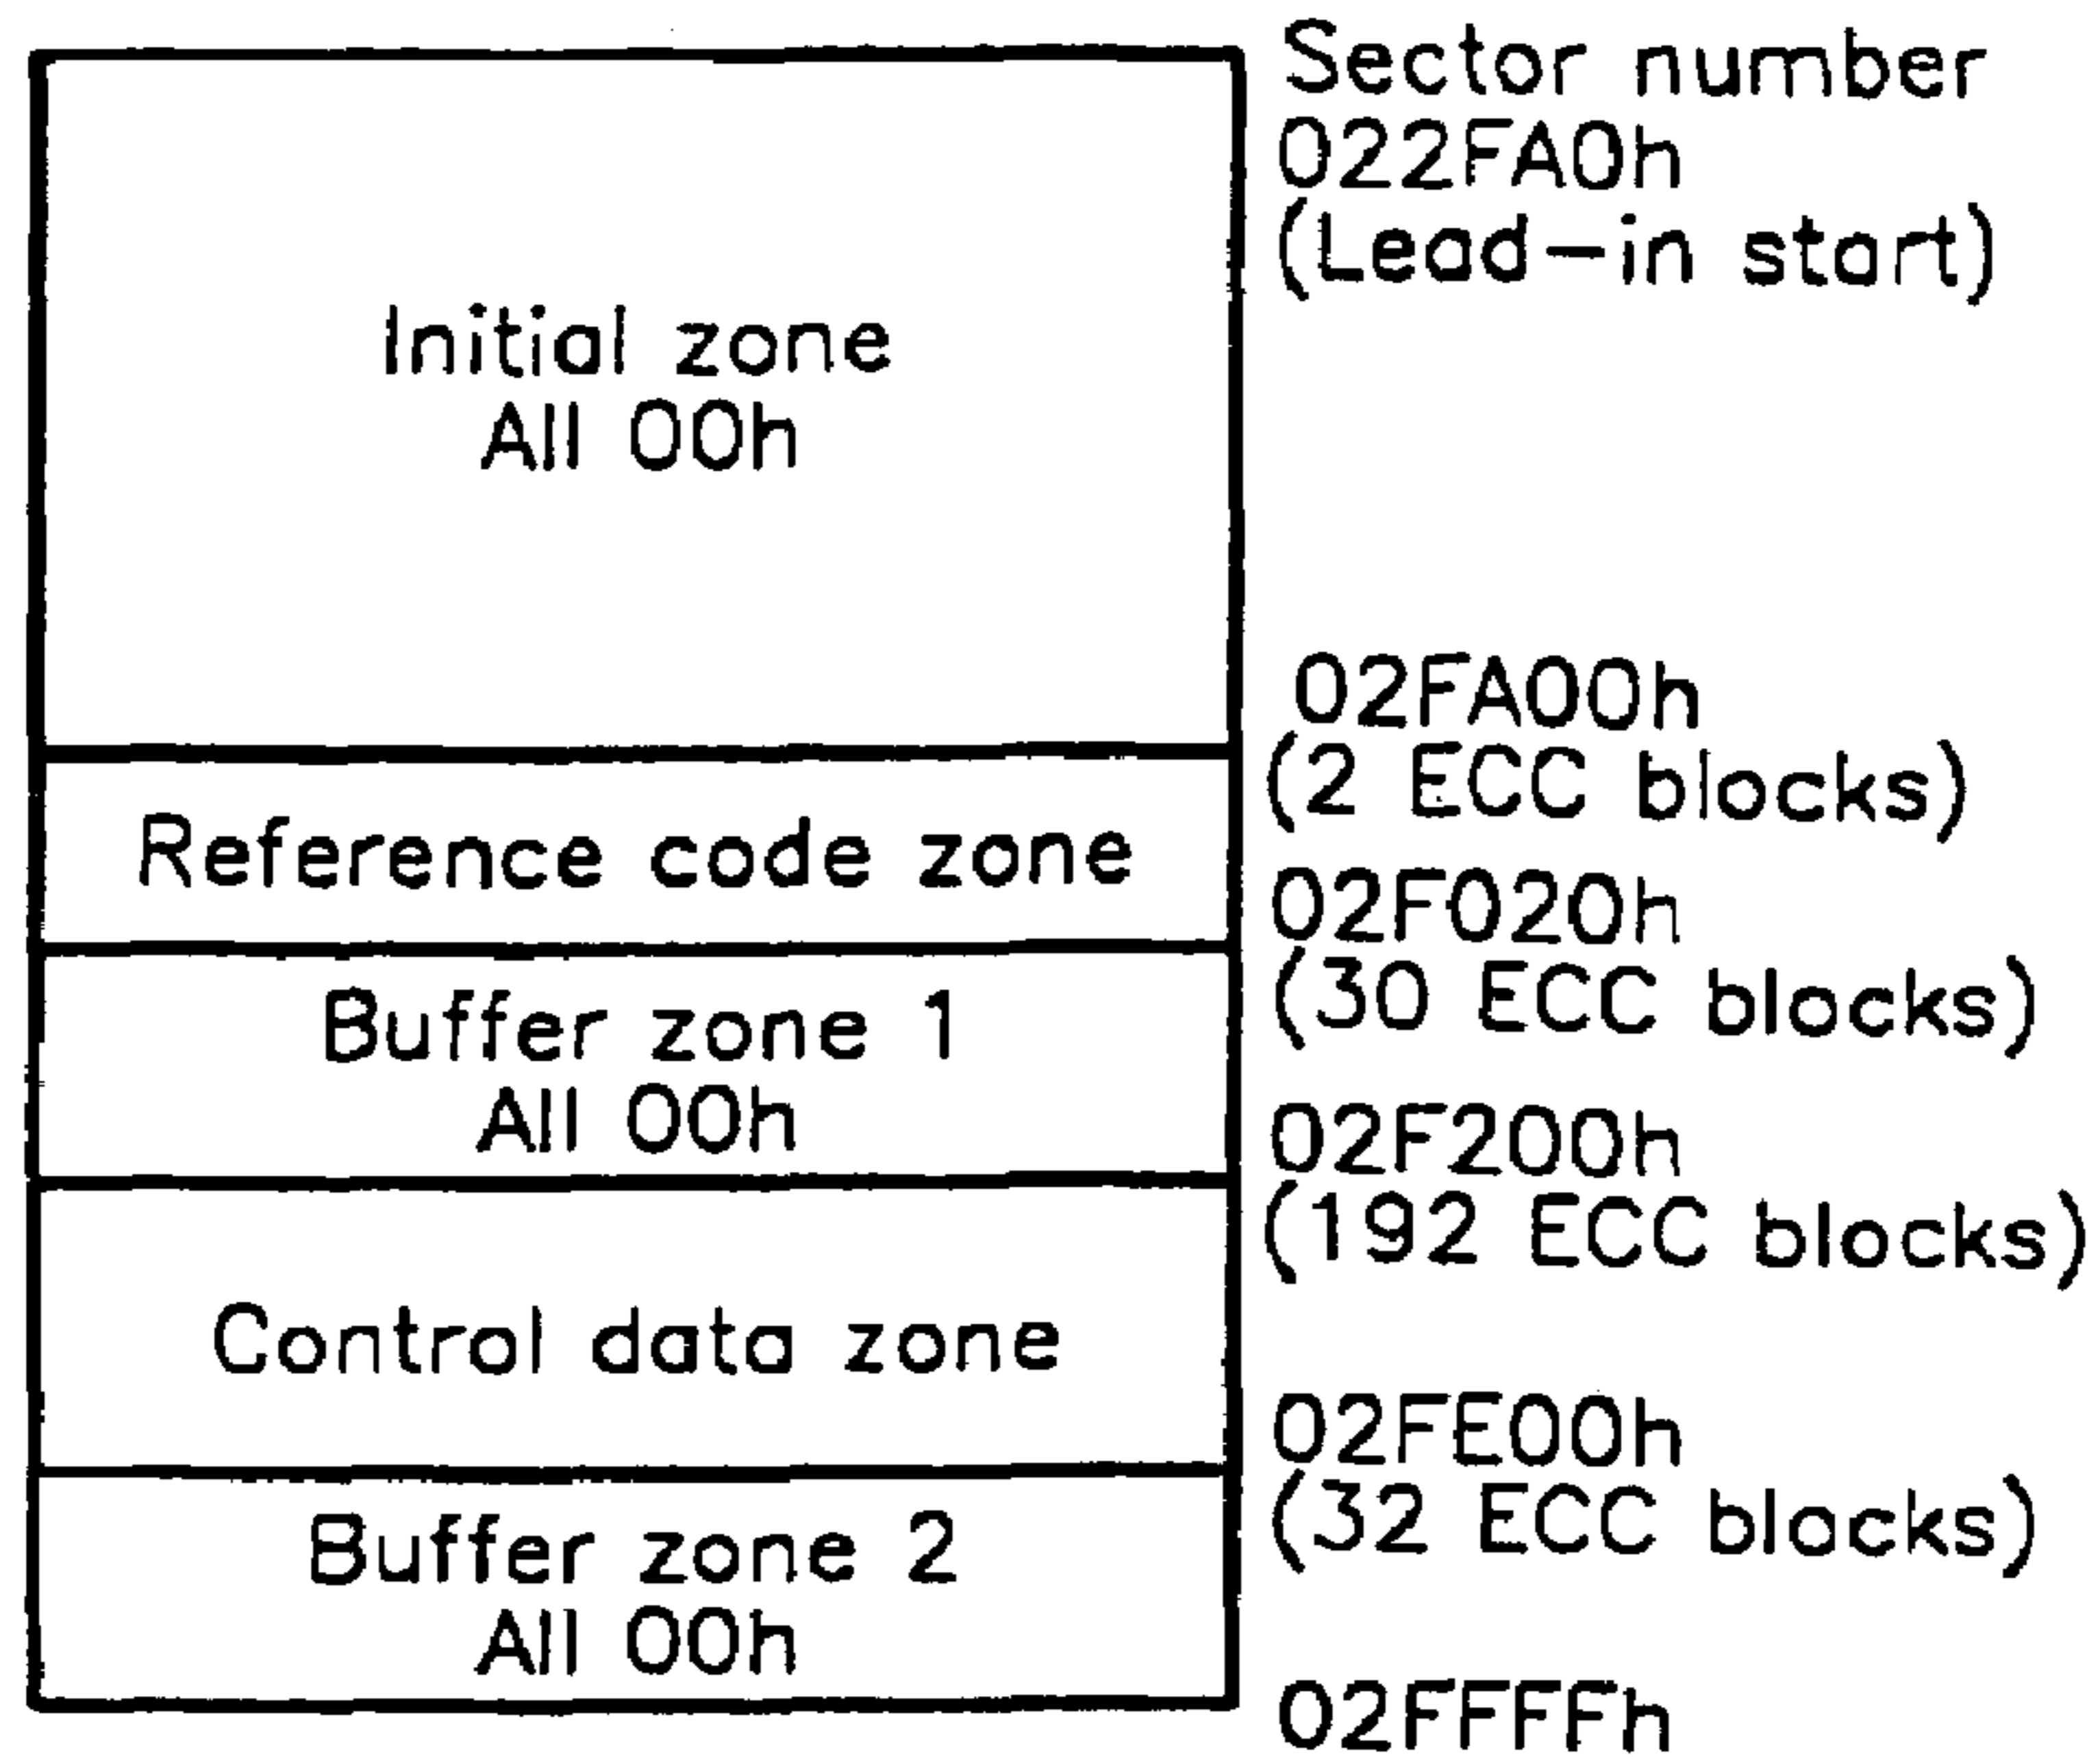 Sector number
022FA0h
(Lead-in start)
Initial zone
All 00h
02FA00h
(2 ECC blocks)
Reference code zone
02F020h
(30 ECC blocks)
Buffer zone 1
All 00h
02F200h
(192 ECC blocks)
Control data zone
02FE00h
(32 ECC blocks)
Buffer zone 2
All 00h
02FFFFh